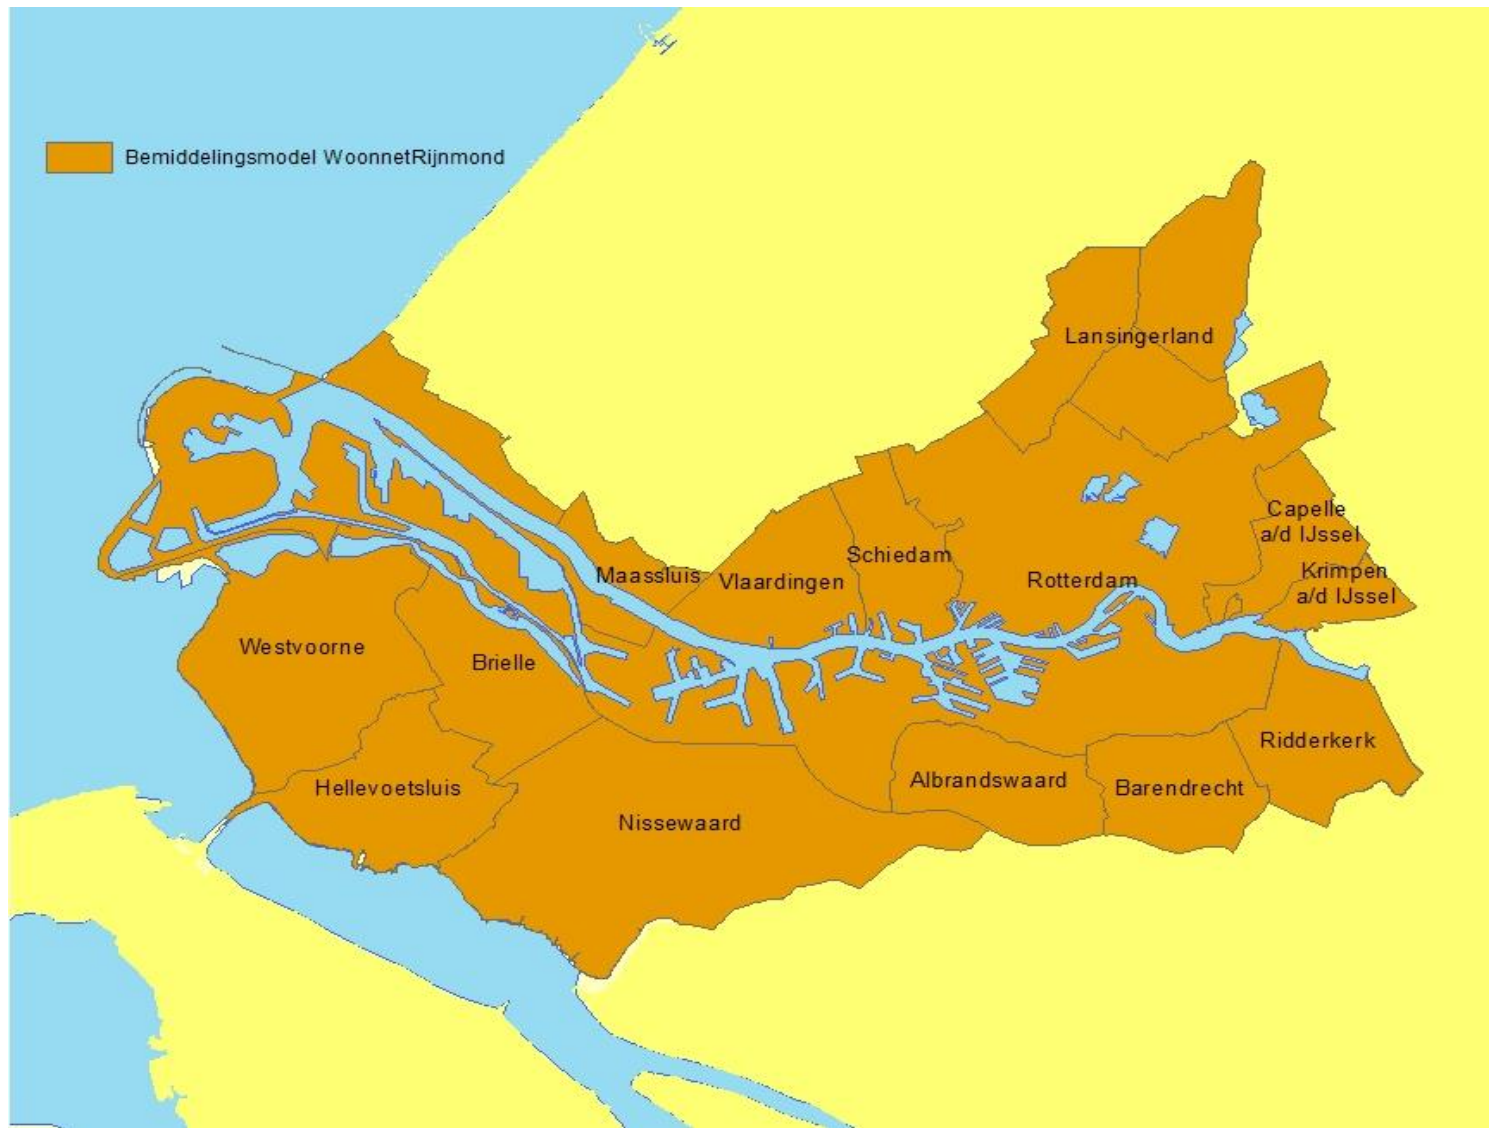 Bemiddelingsmodel WoonnetRijnmond
Lansingerland
Capelle
a/d IJssel
Schiedam
Maassluis
Vlaardingen
Rotterdam
Krimpen
a/d IJssel
Westvoorne
Brielle
Ridderkerk
Hellevoetsluis
Albrandswaard
Barendrecht
Nissewaard